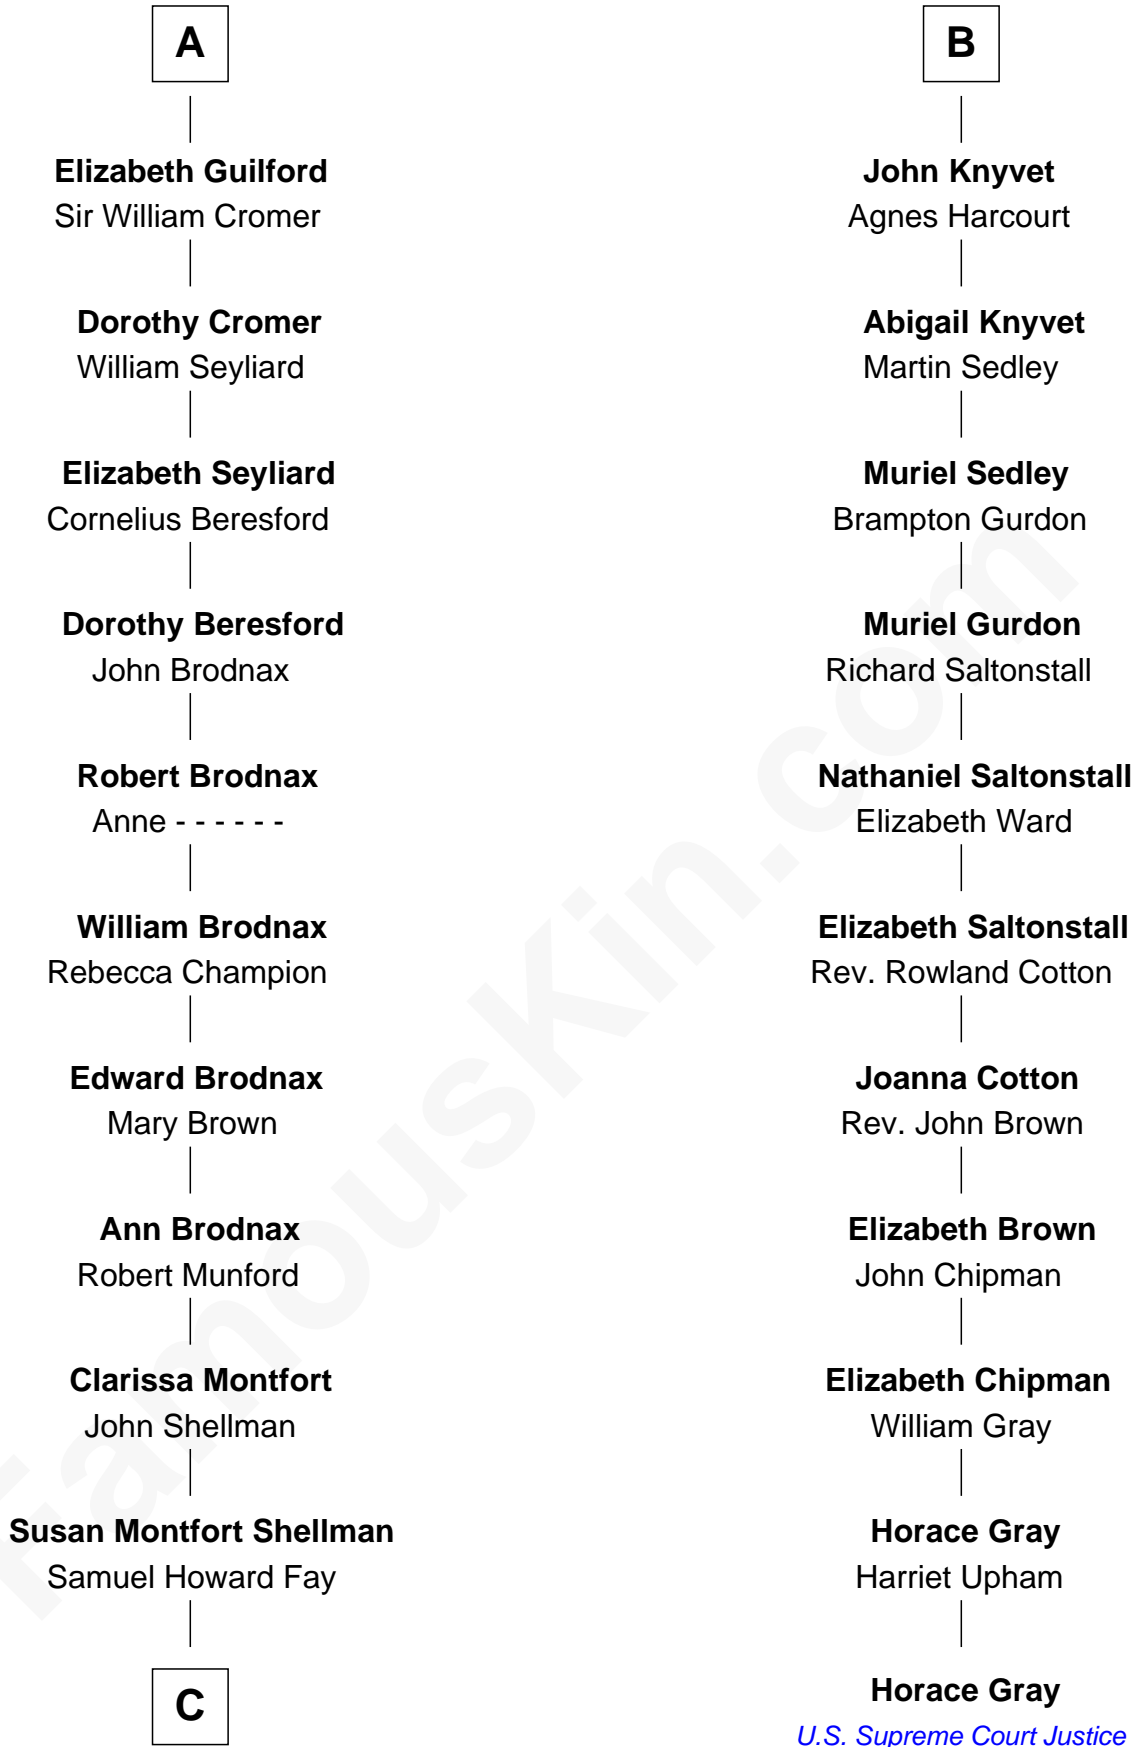 A
Elizabeth Guilford
Sir William Cromer
Dorothy Cromer
William Seyliard
Elizabeth Seyliard
Cornelius Beresford
Dorothy Beresford
John Brodnax
Robert Brodnax
Anne - - - - - -
William Brodnax
Rebecca Champion
Edward Brodnax
Mary Brown
Ann Brodnax
Robert Munford
Clarissa Montfort
John Shellman
Susan Montfort Shellman
Samuel Howard Fay
C
B
John Knyvet
Agnes Harcourt
Abigail Knyvet
Martin Sedley
Muriel Sedley
Brampton Gurdon
Muriel Gurdon
Richard Saltonstall
Nathaniel Saltonstall
Elizabeth Ward
Elizabeth Saltonstall
Rev. Rowland Cotton
Joanna Cotton
Rev. John Brown
Elizabeth Brown
John Chipman
Elizabeth Chipman
William Gray
Horace Gray
Harriet Upham
Horace Gray
U.S. Supreme Court Justice
FamousKin.com